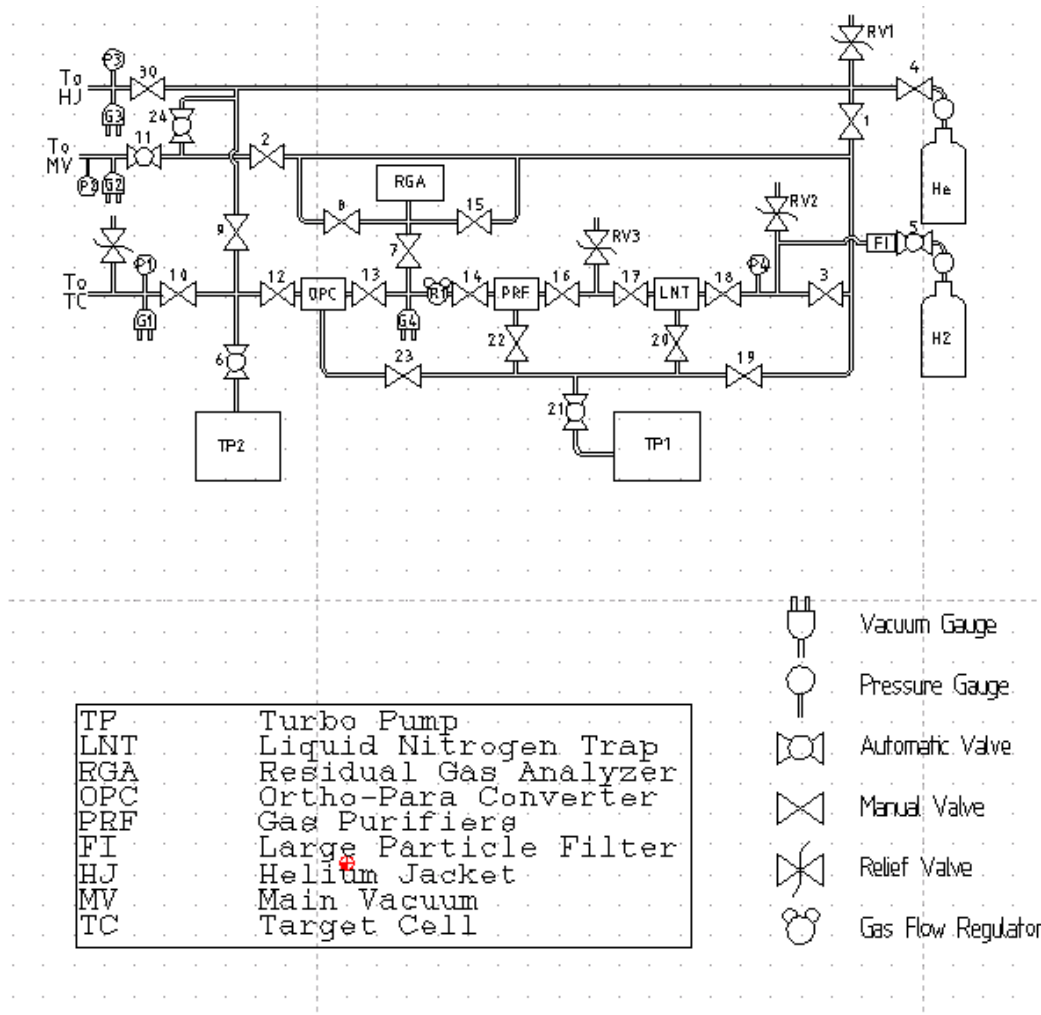 RV1
P3
4
To
HJ
30
G3
24
1
11
2
To
MV
P2
G2
RGA
He
8
15
RV2
5
9
7
RV3
FI
To
TC
P1
10
12
13
14
16
17
18
P4
3
OPC
R1
PRF
LNT
G1
G4
22
20
H2
6
23
19
21
TP2
TP1
Vacuum Gauge
Pressure Gauge
TP Turbo Pump
LNT Liquid Nitrogen Trap
RGA Residual Gas Analyzer
OPC Ortho-Para Converter
PRF Gas Purifiers
FI Large Particle Filter
HJ Helium Jacket
MV Main Vacuum
TC Target Cell
Automatic Valve
Manual Valve
Relief Valve
Gas Flow Regulator